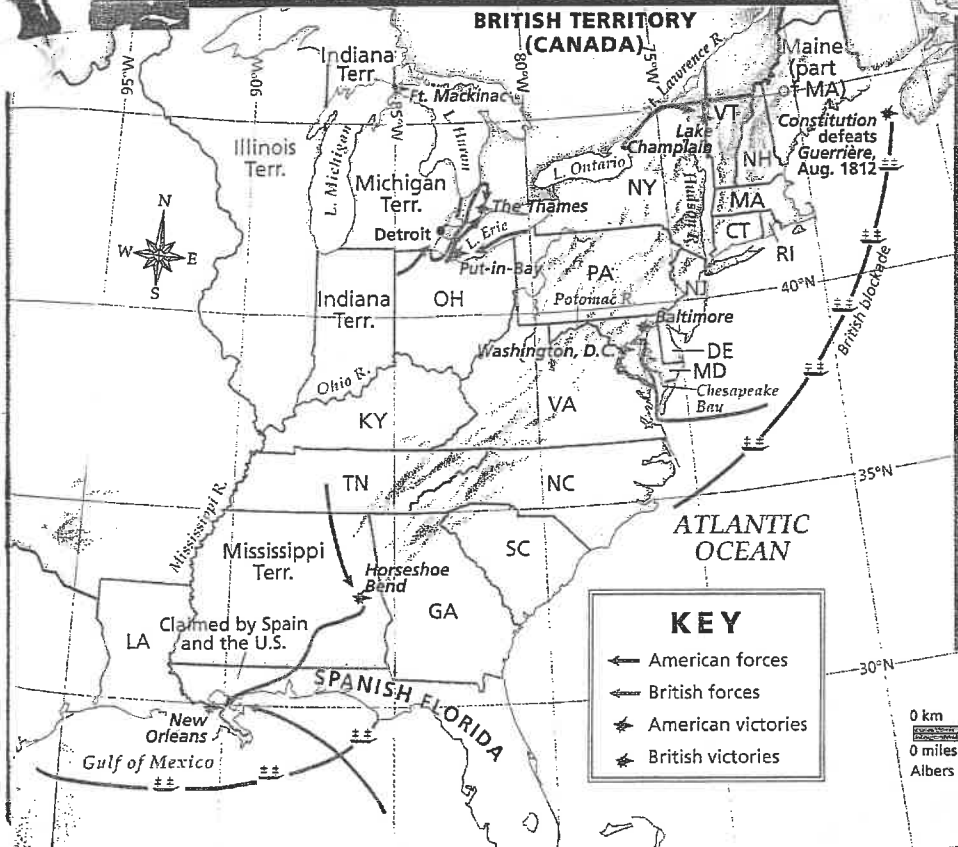 BRITISH TERRITORY
(CANADA)
95°W
90°W
85°W
80°W
75°W
Indiana
Terr.
Ft. Mackinac
Lawrence R.
Maine
(part
of MA)
VT
Constitution
defeats
Guerrière,
Aug. 1812
Lake
Champlain
NH
Illinois
Terr.
L. Michigan
L. Huron
L. Ontario
Michigan
Terr.
NY
Hudson R.
MA
CT
RI
The Thames
Detroit
L. Erie
Put-in-Bay
N
W
E
S
PA
NJ
40°N
Indiana
Terr.
OH
Potomac R.
Baltimore
British blockade
Washington, D.C.
DE
MD
Chesapeake
Bay
Ohio R.
KY
VA
TN
NC
35°N
Mississippi R.
ATLANTIC
OCEAN
SC
Mississippi
Terr.
Horseshoe
Bend
GA
Claimed by Spain
and the U.S.
LA
SPANISH FLORIDA
30°N
New
Orleans
Gulf of Mexico
KEY
American forces
British forces
American victories
British victories
0 km
0 miles
Albers